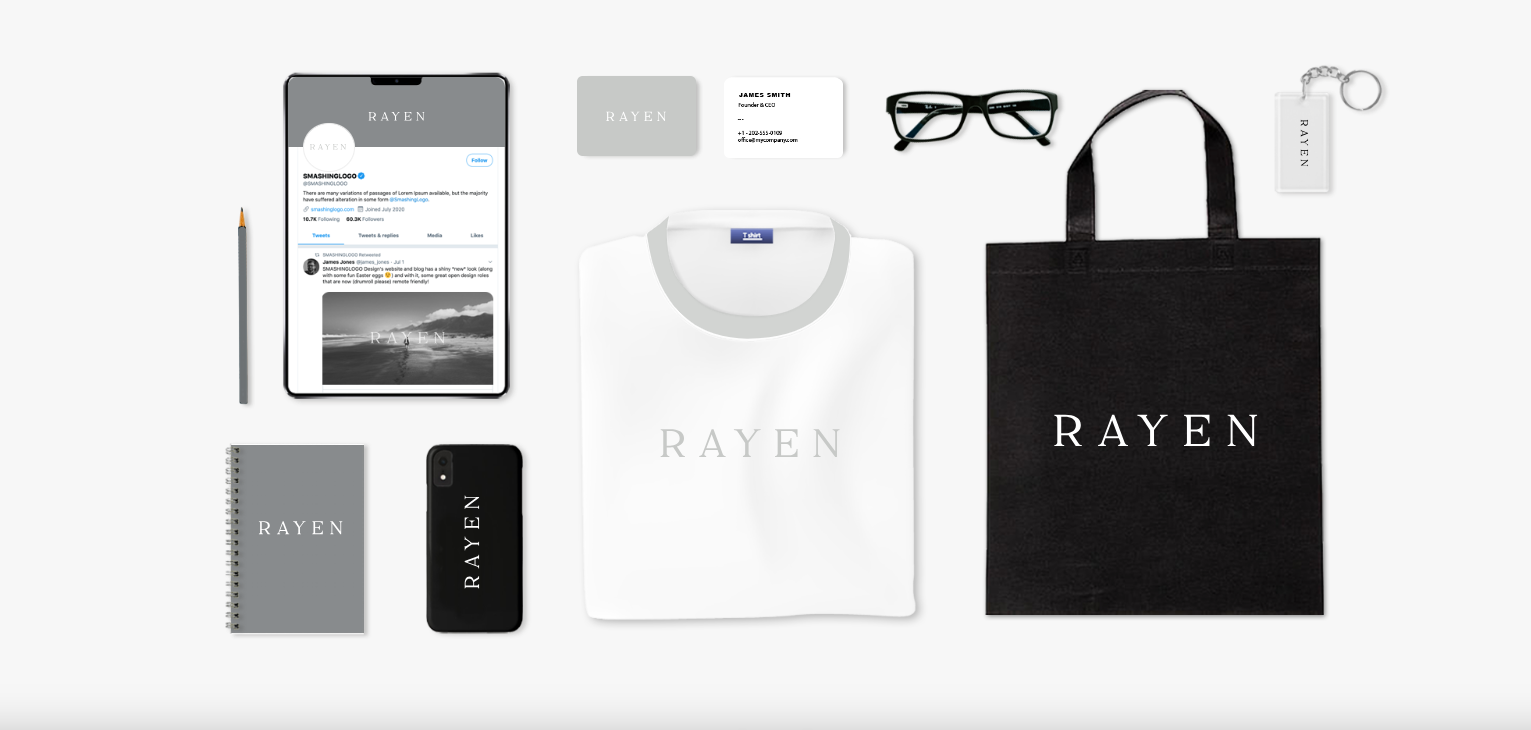 RAYEN
RAYEN
Follow
SMASHINGLOGO
@SMASHINGLOGO
There are many variations of passages of Lorem Ipsum available, but the majority
have suffered alteration in some form @SmashingLogo.
smashinglogo.com Joined July 2020
10.7K Following 60.3K Followers
Tweets Tweets & replies Media Likes
SMASHINGLOGO Retweeted
James Jones @james_jones · Jul 1
SMASHINGLOGO Design's website and blog has a shiny *new* look (along
with some fun Easter eggs 😍) and with it, some great open design roles
that are now (drumroll please) remote friendly!
RAYEN
RAYEN
JAMES SMITH
Founder & CEO
---
+1 - 202-555-0109
office@mycompany.com
RAYEN
T shirt
RAYEN
RAYEN
RAYEN
RAYEN